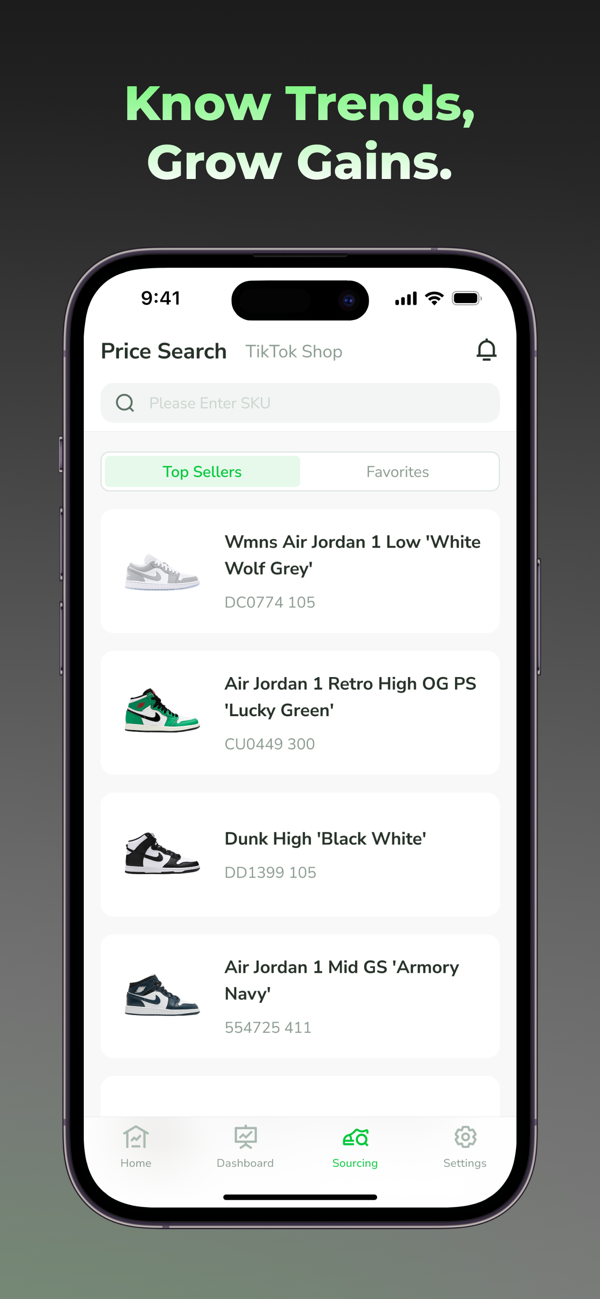 Know Trends,
Grow Gains.
9:41
Price Search TikTok Shop
Please Enter SKU
Top Sellers Favorites
Wmns Air Jordan 1 Low 'White
Wolf Grey'
DC0774 105
Air Jordan 1 Retro High OG PS
'Lucky Green'
CU0449 300
Dunk High 'Black White'
DD1399 105
Air Jordan 1 Mid GS 'Armory
Navy'
554725 411
Home Dashboard Sourcing Settings